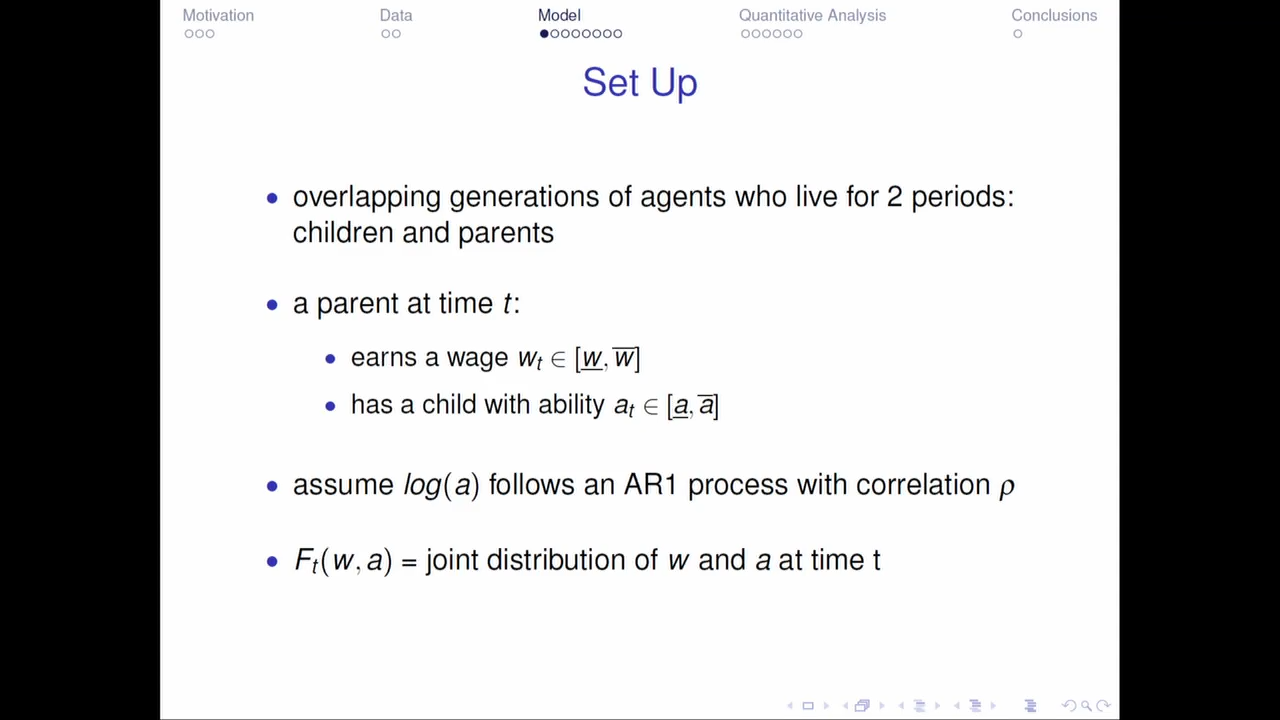 Motivation Data Model Quantitative Analysis Conclusions
Set Up
• overlapping generations of agents who live for 2 periods:
children and parents
• a parent at time t:
• earns a wage wₜ ∈ [w̲, w̅]
• has a child with ability aₜ ∈ [a̲, a̅]
• assume log(a) follows an AR1 process with correlation ρ
• Fₜ(w, a) = joint distribution of w and a at time t